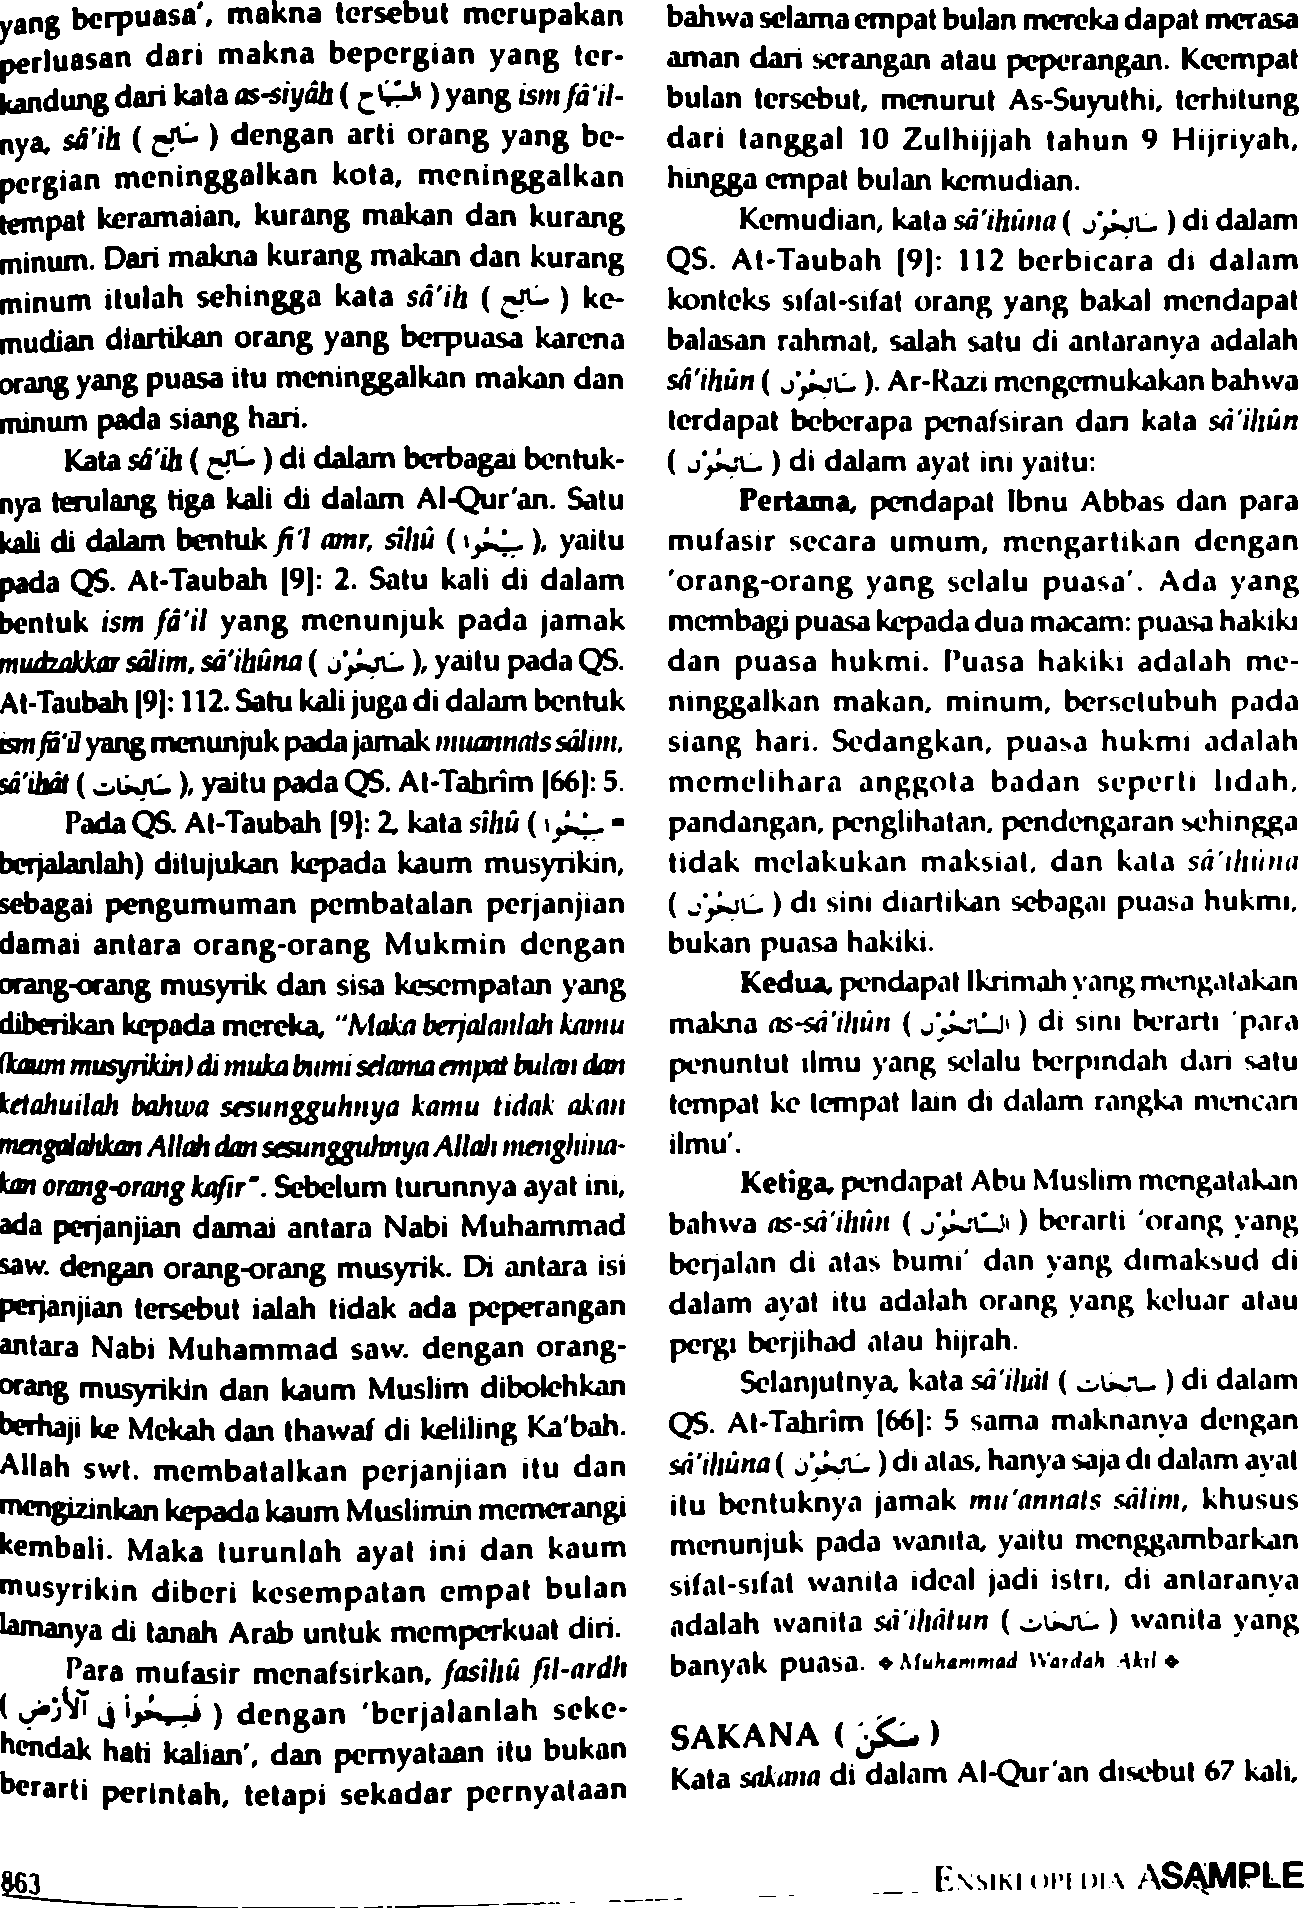 yang berpuasa', makna tersebut merupakan
perluasan dari makna bepergian yang ter-
kandung dari kata as-siyâh ( السِّيَاح ) yang ism fâ'il-
nya, sâ'ih ( سَائِح ) dengan arti orang yang be-
pergian meninggalkan kota, meninggalkan
tempat keramaian, kurang makan dan kurang
minum. Dari makna kurang makan dan kurang
minum itulah sehingga kata sâ'ih ( سَائِح ) ke-
mudian diartikan orang yang berpuasa karena
orang yang puasa itu meninggalkan makan dan
minum pada siang hari.
Kata sâ'ih ( سَائِح ) di dalam berbagai bentuk-
nya terulang tiga kali di dalam Al-Qur'an. Satu
kali di dalam bentuk fi'l amr, sîhû ( سِيْحُوا ), yaitu
pada QS. At-Taubah [9]: 2. Satu kali di dalam
bentuk ism fâ'il yang menunjuk pada jamak
mudzakkar sâlim, sâ'ihûna ( سَائِحُوْنَ ), yaitu pada QS.
At-Taubah [9]: 112. Satu kali juga di dalam bentuk
ism fâ'il yang menunjuk pada jamak muannats sâlim,
sâ'ihât ( سَائِحَات ), yaitu pada QS. At-Tahrîm [66]: 5.
Pada QS. At-Taubah [9]: 2, kata sîhû ( سِيْحُوا =
berjalanlah) ditujukan kepada kaum musyrikin,
sebagai pengumuman pembatalan perjanjian
damai antara orang-orang Mukmin dengan
orang-orang musyrik dan sisa kesempatan yang
diberikan kepada mereka, "Maka berjalanlah kamu
(kaum musyrikin) di muka bumi selama empat bulan dan
ketahuilah bahwa sesungguhnya kamu tidak akan
mengalahkan Allah dan sesungguhnya Allah menghina-
kan orang-orang kafir". Sebelum turunnya ayat ini,
ada perjanjian damai antara Nabi Muhammad
saw. dengan orang-orang musyrik. Di antara isi
perjanjian tersebut ialah tidak ada peperangan
antara Nabi Muhammad saw. dengan orang-
orang musyrikin dan kaum Muslim dibolehkan
berhaji ke Mekah dan thawaf di keliling Ka'bah.
Allah swt. membatalkan perjanjian itu dan
mengizinkan kepada kaum Muslimin memerangi
kembali. Maka turunlah ayat ini dan kaum
musyrikin diberi kesempatan empat bulan
lamanya di tanah Arab untuk memperkuat diri.
Para mufasir menafsirkan, fasîhû fil-ardh
( فَسِيحُوا فِى الْأَرْضِ ) dengan 'berjalanlah seke-
hendak hati kalian', dan pernyataan itu bukan
berarti perintah, tetapi sekadar pernyataan
bahwa selama empat bulan mereka dapat merasa
aman dari serangan atau peperangan. Keempat
bulan tersebut, menurut As-Suyuthi, terhitung
dari tanggal 10 Zulhijjah tahun 9 Hijriyah,
hingga empat bulan kemudian.
Kemudian, kata sâ'ihûna ( سَائِحُوْنَ ) di dalam
QS. At-Taubah [9]: 112 berbicara di dalam
konteks sifat-sifat orang yang bakal mendapat
balasan rahmat, salah satu di antaranya adalah
sâ'ihûn ( سَائِحُوْنَ ). Ar-Razi mengemukakan bahwa
terdapat beberapa penafsiran dari kata sâ'ihûn
( سَائِحُوْنَ ) di dalam ayat ini yaitu:
Pertama, pendapat Ibnu Abbas dan para
mufasir secara umum, mengartikan dengan
'orang-orang yang selalu puasa'. Ada yang
membagi puasa kepada dua macam: puasa hakiki
dan puasa hukmi. Puasa hakiki adalah me-
ninggalkan makan, minum, bersetubuh pada
siang hari. Sedangkan, puasa hukmi adalah
memelihara anggota badan seperti lidah,
pandangan, penglihatan, pendengaran sehingga
tidak melakukan maksiat, dan kata sâ'ihûna
( سَائِحُوْنَ ) di sini diartikan sebagai puasa hukmi,
bukan puasa hakiki.
Kedua, pendapat Ikrimah yang mengatakan
makna as-sâ'ihûn ( السَّائِحُوْنَ ) di sini berarti 'para
penuntut ilmu yang selalu berpindah dari satu
tempat ke tempat lain di dalam rangka mencari
ilmu'.
Ketiga, pendapat Abu Muslim mengatakan
bahwa as-sâ'ihûn ( السَّائِحُوْنَ ) berarti 'orang yang
berjalan di atas bumi' dan yang dimaksud di
dalam ayat itu adalah orang yang keluar atau
pergi berjihad atau hijrah.
Selanjutnya, kata sâ'ihât ( سَائِحَات ) di dalam
QS. At-Tahrîm [66]: 5 sama maknanya dengan
sâ'ihûna ( سَائِحُوْنَ ) di atas, hanya saja di dalam ayat
itu bentuknya jamak mu'annats sâlim, khusus
menunjuk pada wanita, yaitu menggambarkan
sifat-sifat wanita ideal jadi istri, di antaranya
adalah wanita sâ'ihâtun ( سَائِحَات ) wanita yang
banyak puasa. ◆ Muhammad Wardah Akil ◆
SAKANA ( سَكَنَ )
Kata sakana di dalam Al-Qur'an disebut 67 kali,
863
ENSIKLOPEDIA ASAMPLE